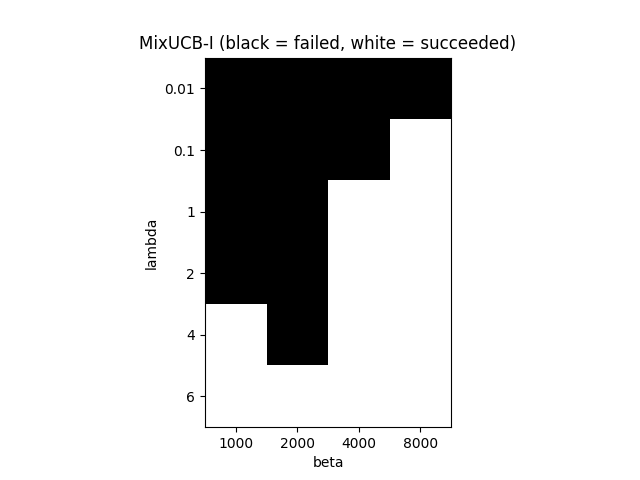 MixUCB-I (black = failed, white = succeeded)
lambda
0.01
0.1
1
2
4
6
1000 2000 4000 8000
beta